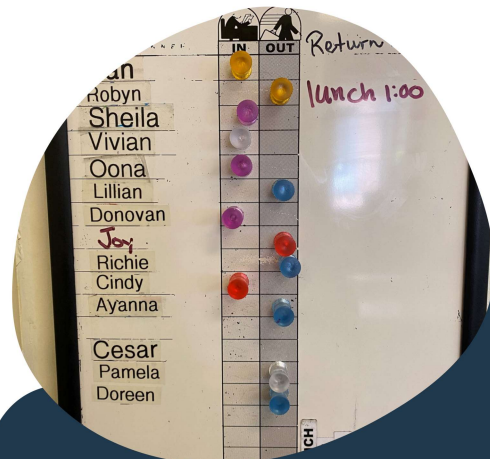 IN OUT Return
Robyn lunch 1:00
Sheila
Vivian
Oona
Lillian
Donovan
Joy
Richie
Cindy
Ayanna
Cesar
Pamela
Doreen